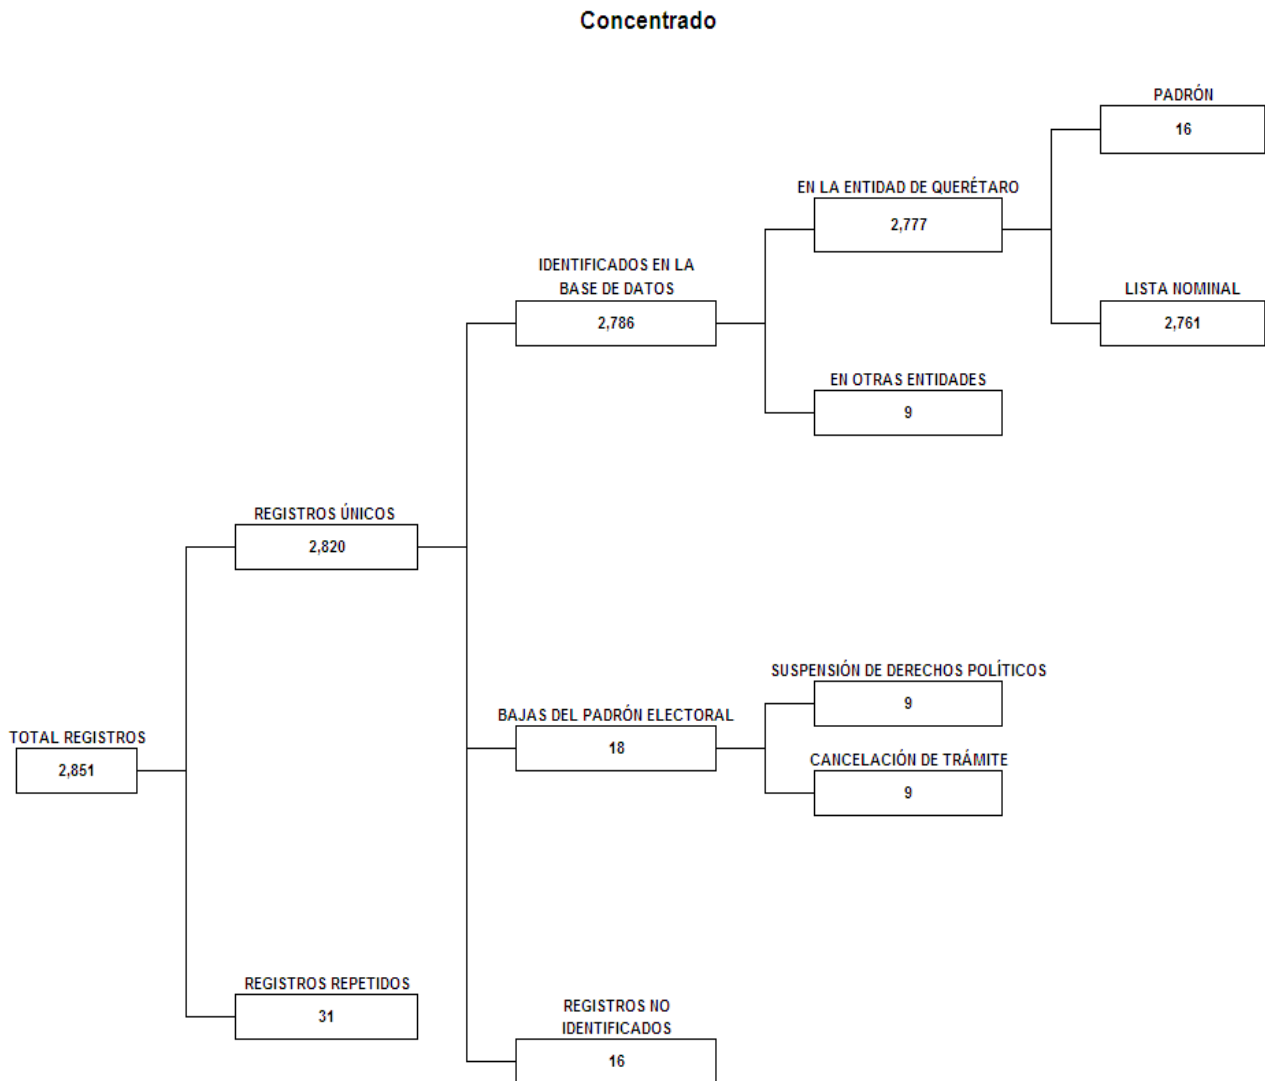 Concentrado
PADRÓN
16
EN LA ENTIDAD DE QUERÉTARO
2,777
IDENTIFICADOS EN LA
BASE DE DATOS
2,786
LISTA NOMINAL
2,761
EN OTRAS ENTIDADES
9
REGISTROS ÚNICOS
2,820
SUSPENSIÓN DE DERECHOS POLÍTICOS
9
BAJAS DEL PADRÓN ELECTORAL
18
TOTAL REGISTROS
2,851
CANCELACIÓN DE TRÁMITE
9
REGISTROS REPETIDOS
31
REGISTROS NO
IDENTIFICADOS
16